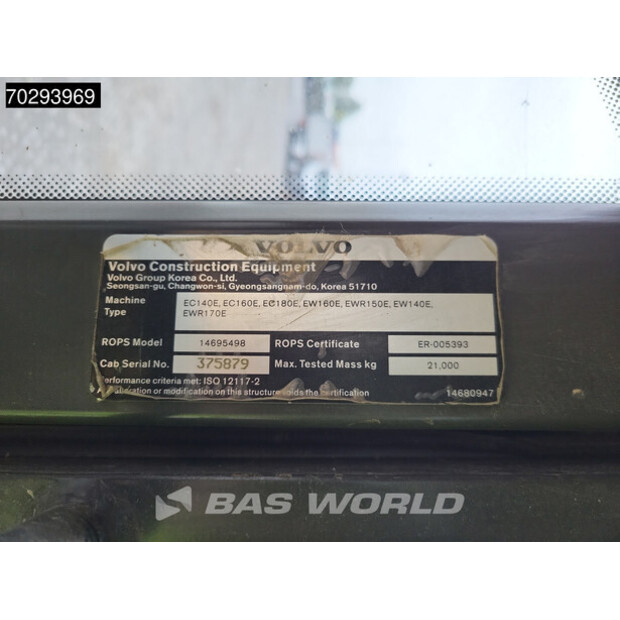 70293969
VOLVO
Volvo Construction Equipment
Volvo Group Korea Co., Ltd.
Seongsan-gu, Changwon-si, Gyeongsangnam-do, Korea 51710
Machine Type
EC140E, EC160E, EC180E, EW160E, EWR150E, EW140E,
EWR170E
ROPS Model 14695498 ROPS Certificate ER-005393
Cab Serial No. 375879 Max. Tested Mass kg 21,000
erformance criteria met: ISO 12117-2
or modification on this structure voids the certification 14680947
BAS WORLD